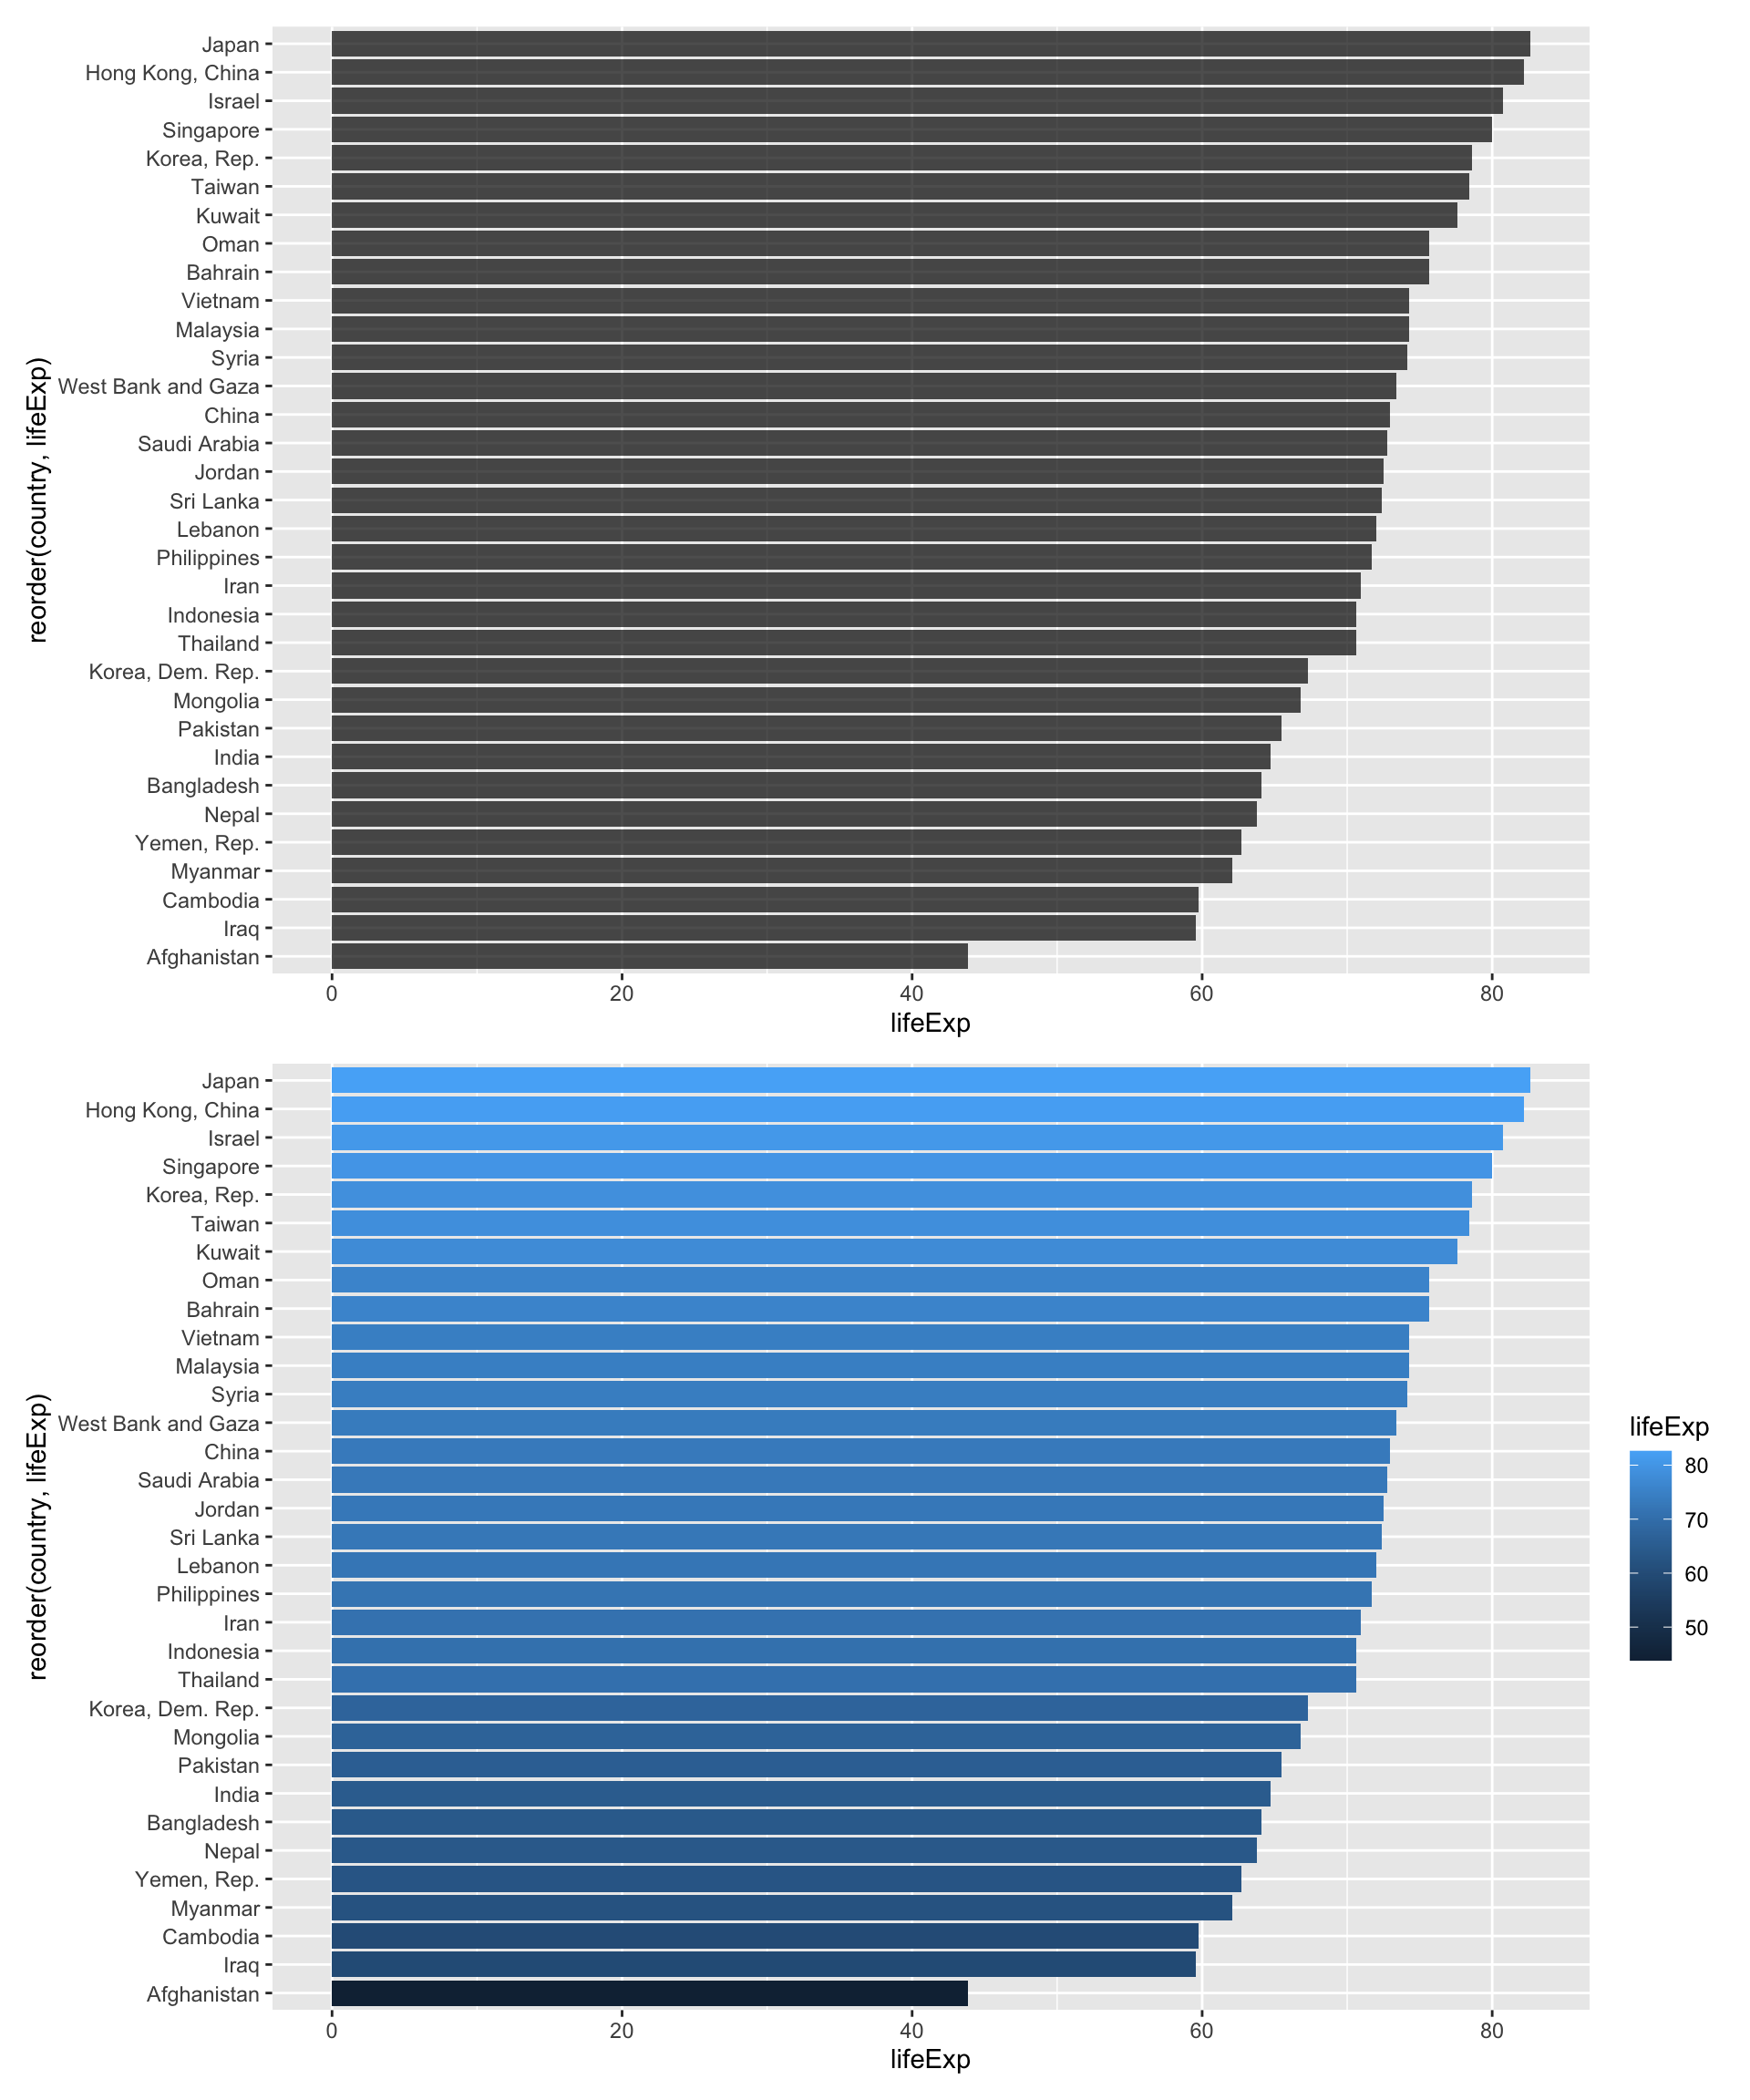 reorder(country, lifeExp)
Japan
Hong Kong, China
Israel
Singapore
Korea, Rep.
Taiwan
Kuwait
Oman
Bahrain
Vietnam
Malaysia
Syria
West Bank and Gaza
China
Saudi Arabia
Jordan
Sri Lanka
Lebanon
Philippines
Iran
Indonesia
Thailand
Korea, Dem. Rep.
Mongolia
Pakistan
India
Bangladesh
Nepal
Yemen, Rep.
Myanmar
Cambodia
Iraq
Afghanistan
0 20 40 60 80
lifeExp
reorder(country, lifeExp)
Japan
Hong Kong, China
Israel
Singapore
Korea, Rep.
Taiwan
Kuwait
Oman
Bahrain
Vietnam
Malaysia
Syria
West Bank and Gaza
China
Saudi Arabia
Jordan
Sri Lanka
Lebanon
Philippines
Iran
Indonesia
Thailand
Korea, Dem. Rep.
Mongolia
Pakistan
India
Bangladesh
Nepal
Yemen, Rep.
Myanmar
Cambodia
Iraq
Afghanistan
0 20 40 60 80
lifeExp
lifeExp
80
70
60
50